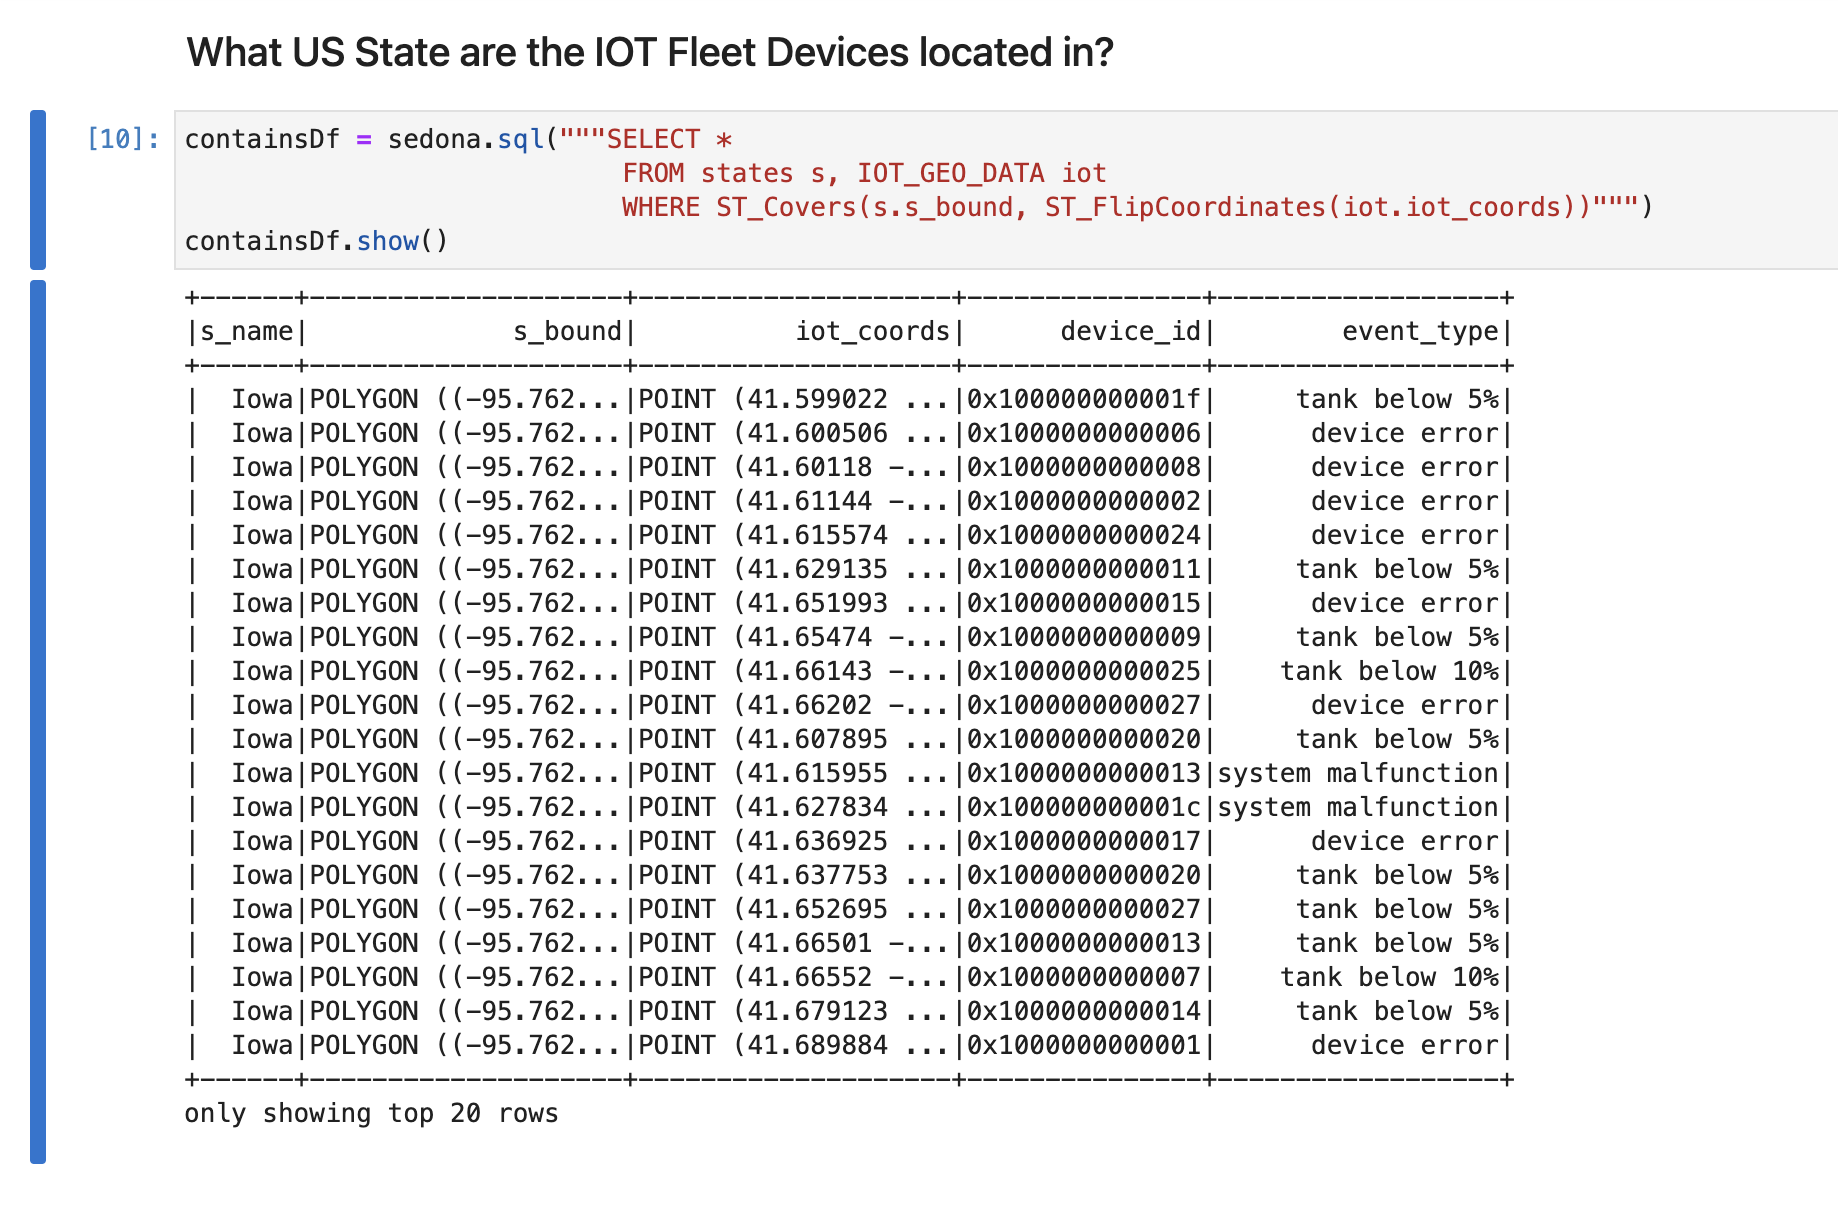 What US State are the IOT Fleet Devices located in?
[10]: containsDf = sedona.sql("""SELECT *
                            FROM states s, IOT_GEO_DATA iot
                            WHERE ST_Covers(s.s_bound, ST_FlipCoordinates(iot.iot_coords))""")
containsDf.show()
+------+--------------------+--------------------+---------------+------------------+
|s_name|             s_bound|          iot_coords|      device_id|        event_type|
+------+--------------------+--------------------+---------------+------------------+
|  Iowa|POLYGON ((-95.762...|POINT (41.599022 ...|0x100000000001f|     tank below 5%|
|  Iowa|POLYGON ((-95.762...|POINT (41.600506 ...|0x1000000000006|      device error|
|  Iowa|POLYGON ((-95.762...|POINT (41.60118 -...|0x1000000000008|      device error|
|  Iowa|POLYGON ((-95.762...|POINT (41.61144 -...|0x1000000000002|      device error|
|  Iowa|POLYGON ((-95.762...|POINT (41.615574 ...|0x1000000000024|      device error|
|  Iowa|POLYGON ((-95.762...|POINT (41.629135 ...|0x1000000000011|     tank below 5%|
|  Iowa|POLYGON ((-95.762...|POINT (41.651993 ...|0x1000000000015|      device error|
|  Iowa|POLYGON ((-95.762...|POINT (41.65474 -...|0x1000000000009|     tank below 5%|
|  Iowa|POLYGON ((-95.762...|POINT (41.66143 -...|0x1000000000025|    tank below 10%|
|  Iowa|POLYGON ((-95.762...|POINT (41.66202 -...|0x1000000000027|      device error|
|  Iowa|POLYGON ((-95.762...|POINT (41.607895 ...|0x1000000000020|     tank below 5%|
|  Iowa|POLYGON ((-95.762...|POINT (41.615955 ...|0x1000000000013|system malfunction|
|  Iowa|POLYGON ((-95.762...|POINT (41.627834 ...|0x100000000001c|system malfunction|
|  Iowa|POLYGON ((-95.762...|POINT (41.636925 ...|0x1000000000017|      device error|
|  Iowa|POLYGON ((-95.762...|POINT (41.637753 ...|0x1000000000020|     tank below 5%|
|  Iowa|POLYGON ((-95.762...|POINT (41.652695 ...|0x1000000000027|     tank below 5%|
|  Iowa|POLYGON ((-95.762...|POINT (41.66501 -...|0x1000000000013|     tank below 5%|
|  Iowa|POLYGON ((-95.762...|POINT (41.66552 -...|0x1000000000007|    tank below 10%|
|  Iowa|POLYGON ((-95.762...|POINT (41.679123 ...|0x1000000000014|     tank below 5%|
|  Iowa|POLYGON ((-95.762...|POINT (41.689884 ...|0x1000000000001|      device error|
+------+--------------------+--------------------+---------------+------------------+
only showing top 20 rows